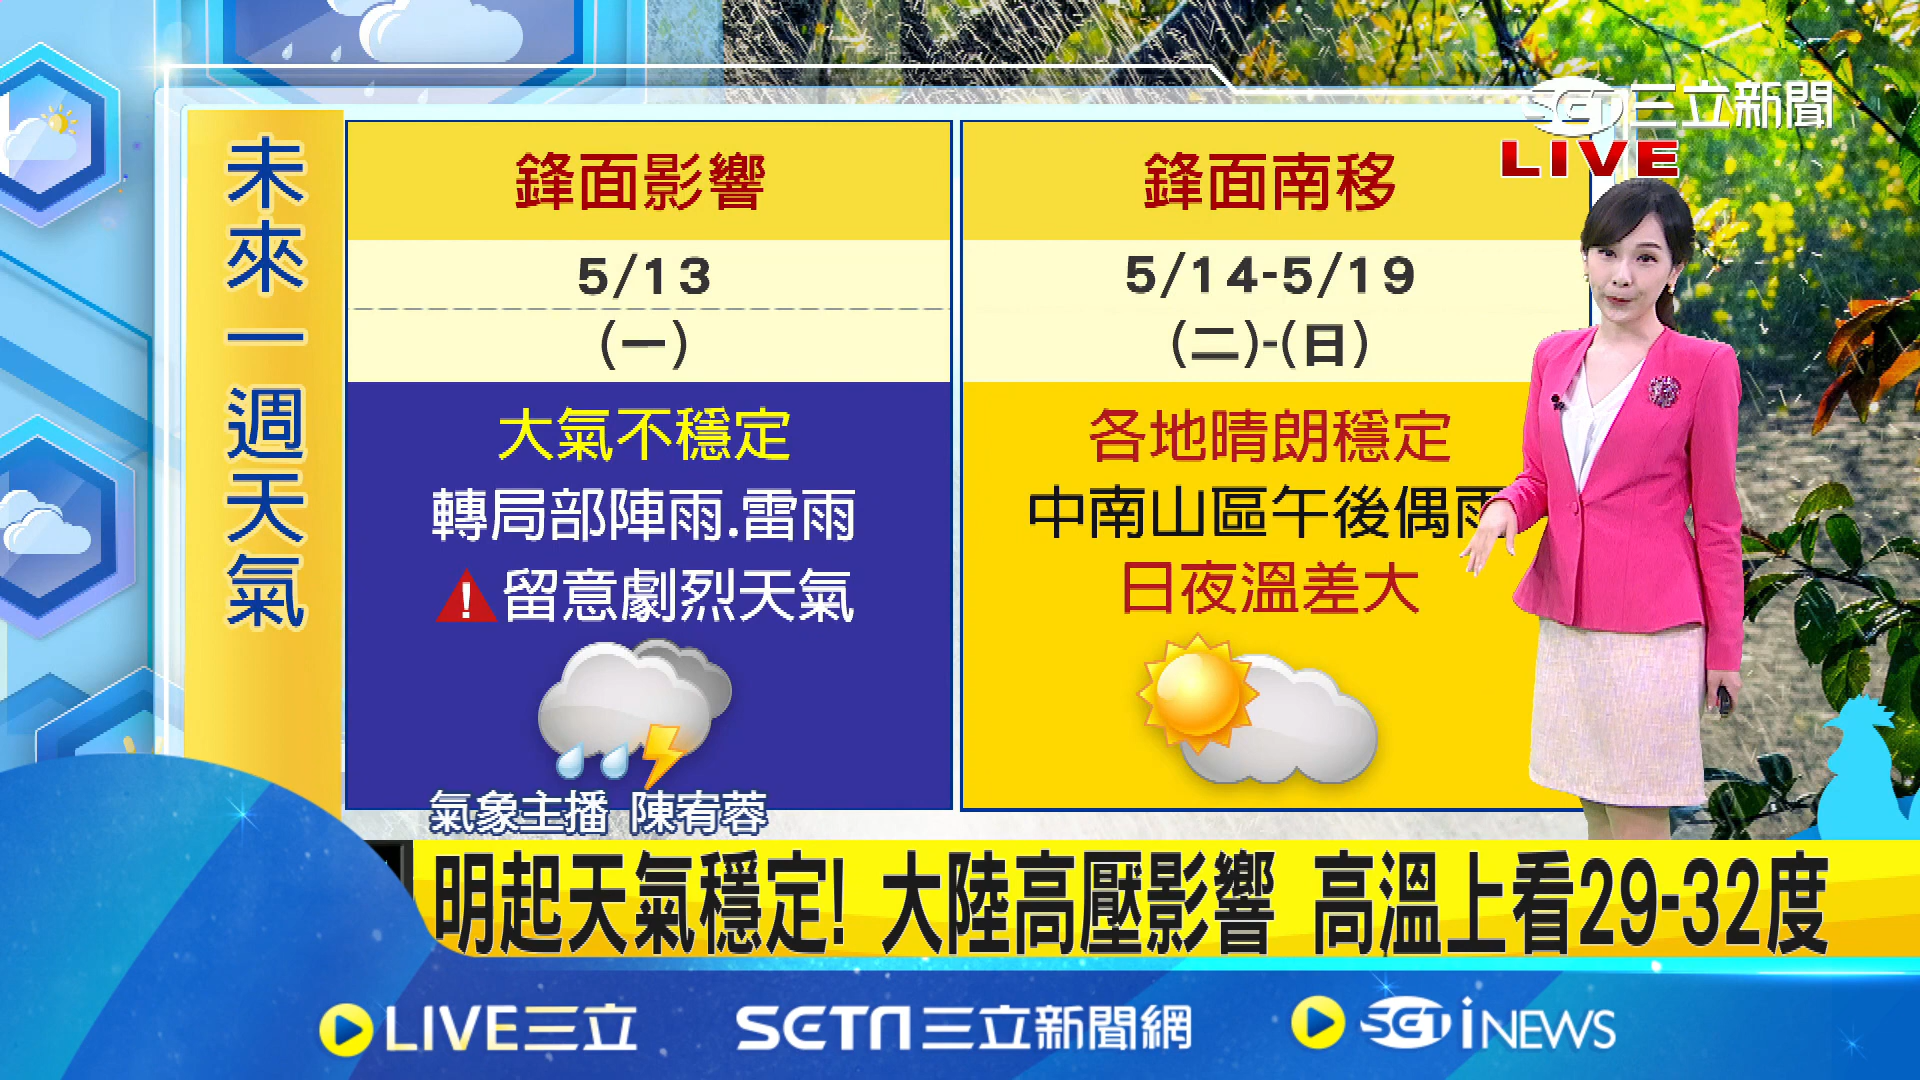 SET三立新聞
LIVE
未來一週天氣
鋒面影響
5/13
(一)
大氣不穩定
轉局部陣雨.雷雨
!留意劇烈天氣
鋒面南移
5/14-5/19
(二)-(日)
各地晴朗穩定
中南山區午後偶雨
日夜溫差大
氣象主播 陳宥蓉
明起天氣穩定! 大陸高壓影響 高溫上看29-32度
LIVE三立
SETN三立新聞網
SET iNEWS